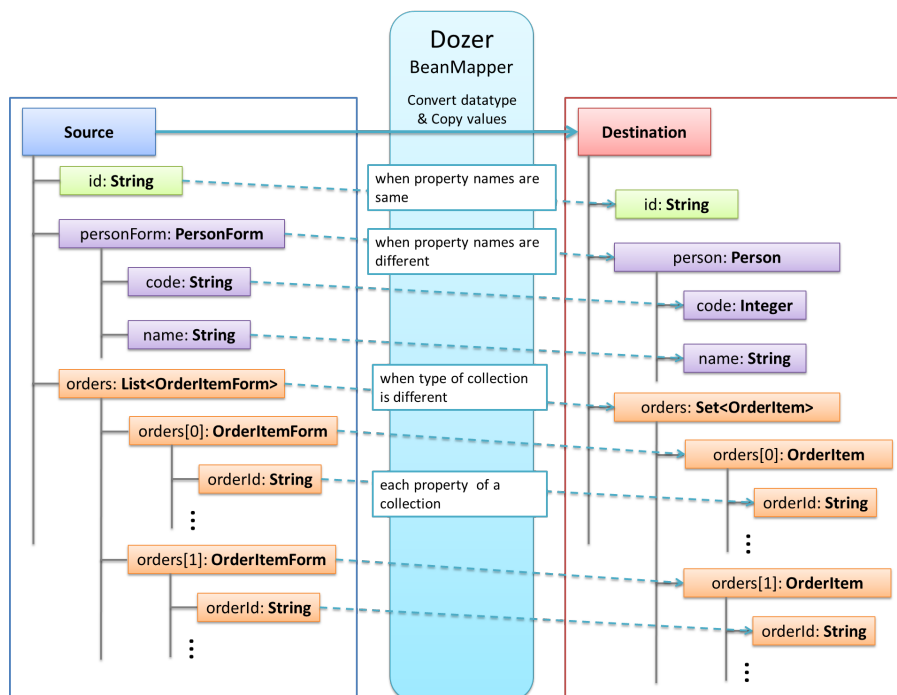 Dozer
BeanMapper
Convert datatype
& Copy values
Source
Destination
id: String
when property names are
same
id: String
personForm: PersonForm
when property names are
different
person: Person
code: String
code: Integer
name: String
name: String
orders: List<OrderItemForm>
when type of collection
is different
orders: Set<OrderItem>
orders[0]: OrderItemForm
orders[0]: OrderItem
orderId: String
each property of a
collection
orderId: String
orders[1]: OrderItemForm
orders[1]: OrderItem
orderId: String
orderId: String